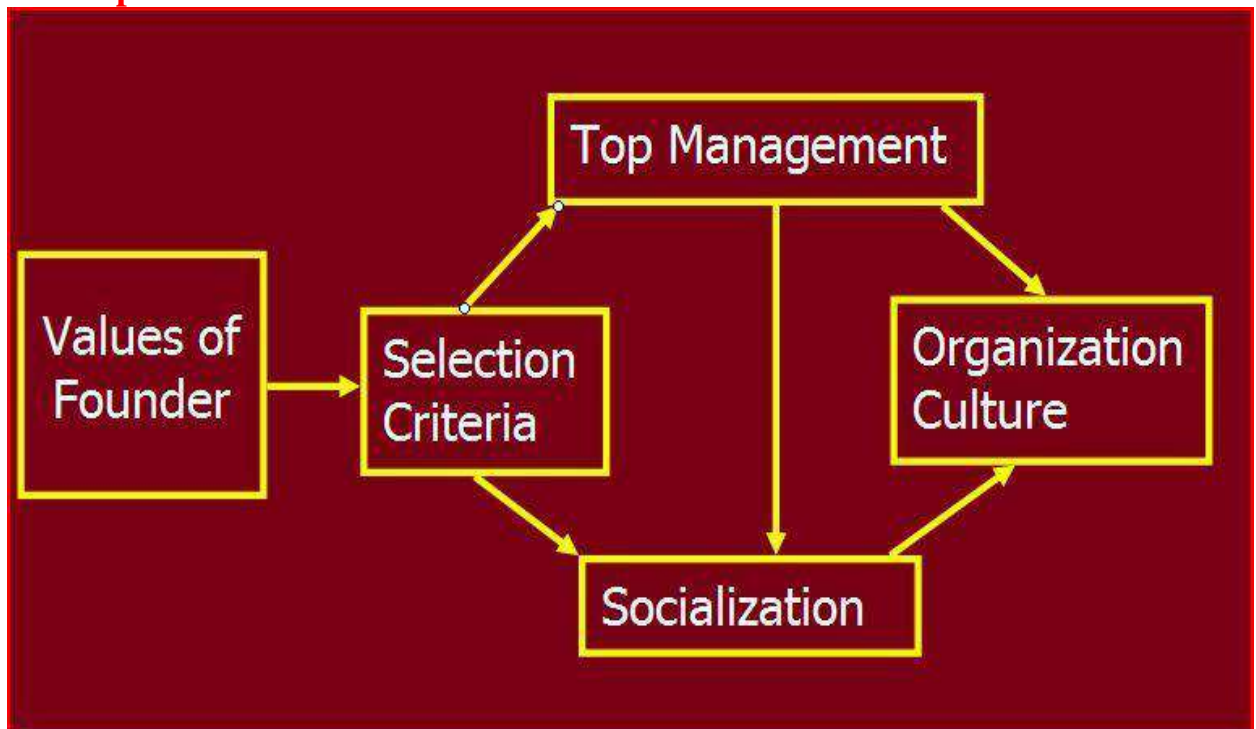 Top Management
Values of
Founder
Selection
Criteria
Organization
Culture
Socialization